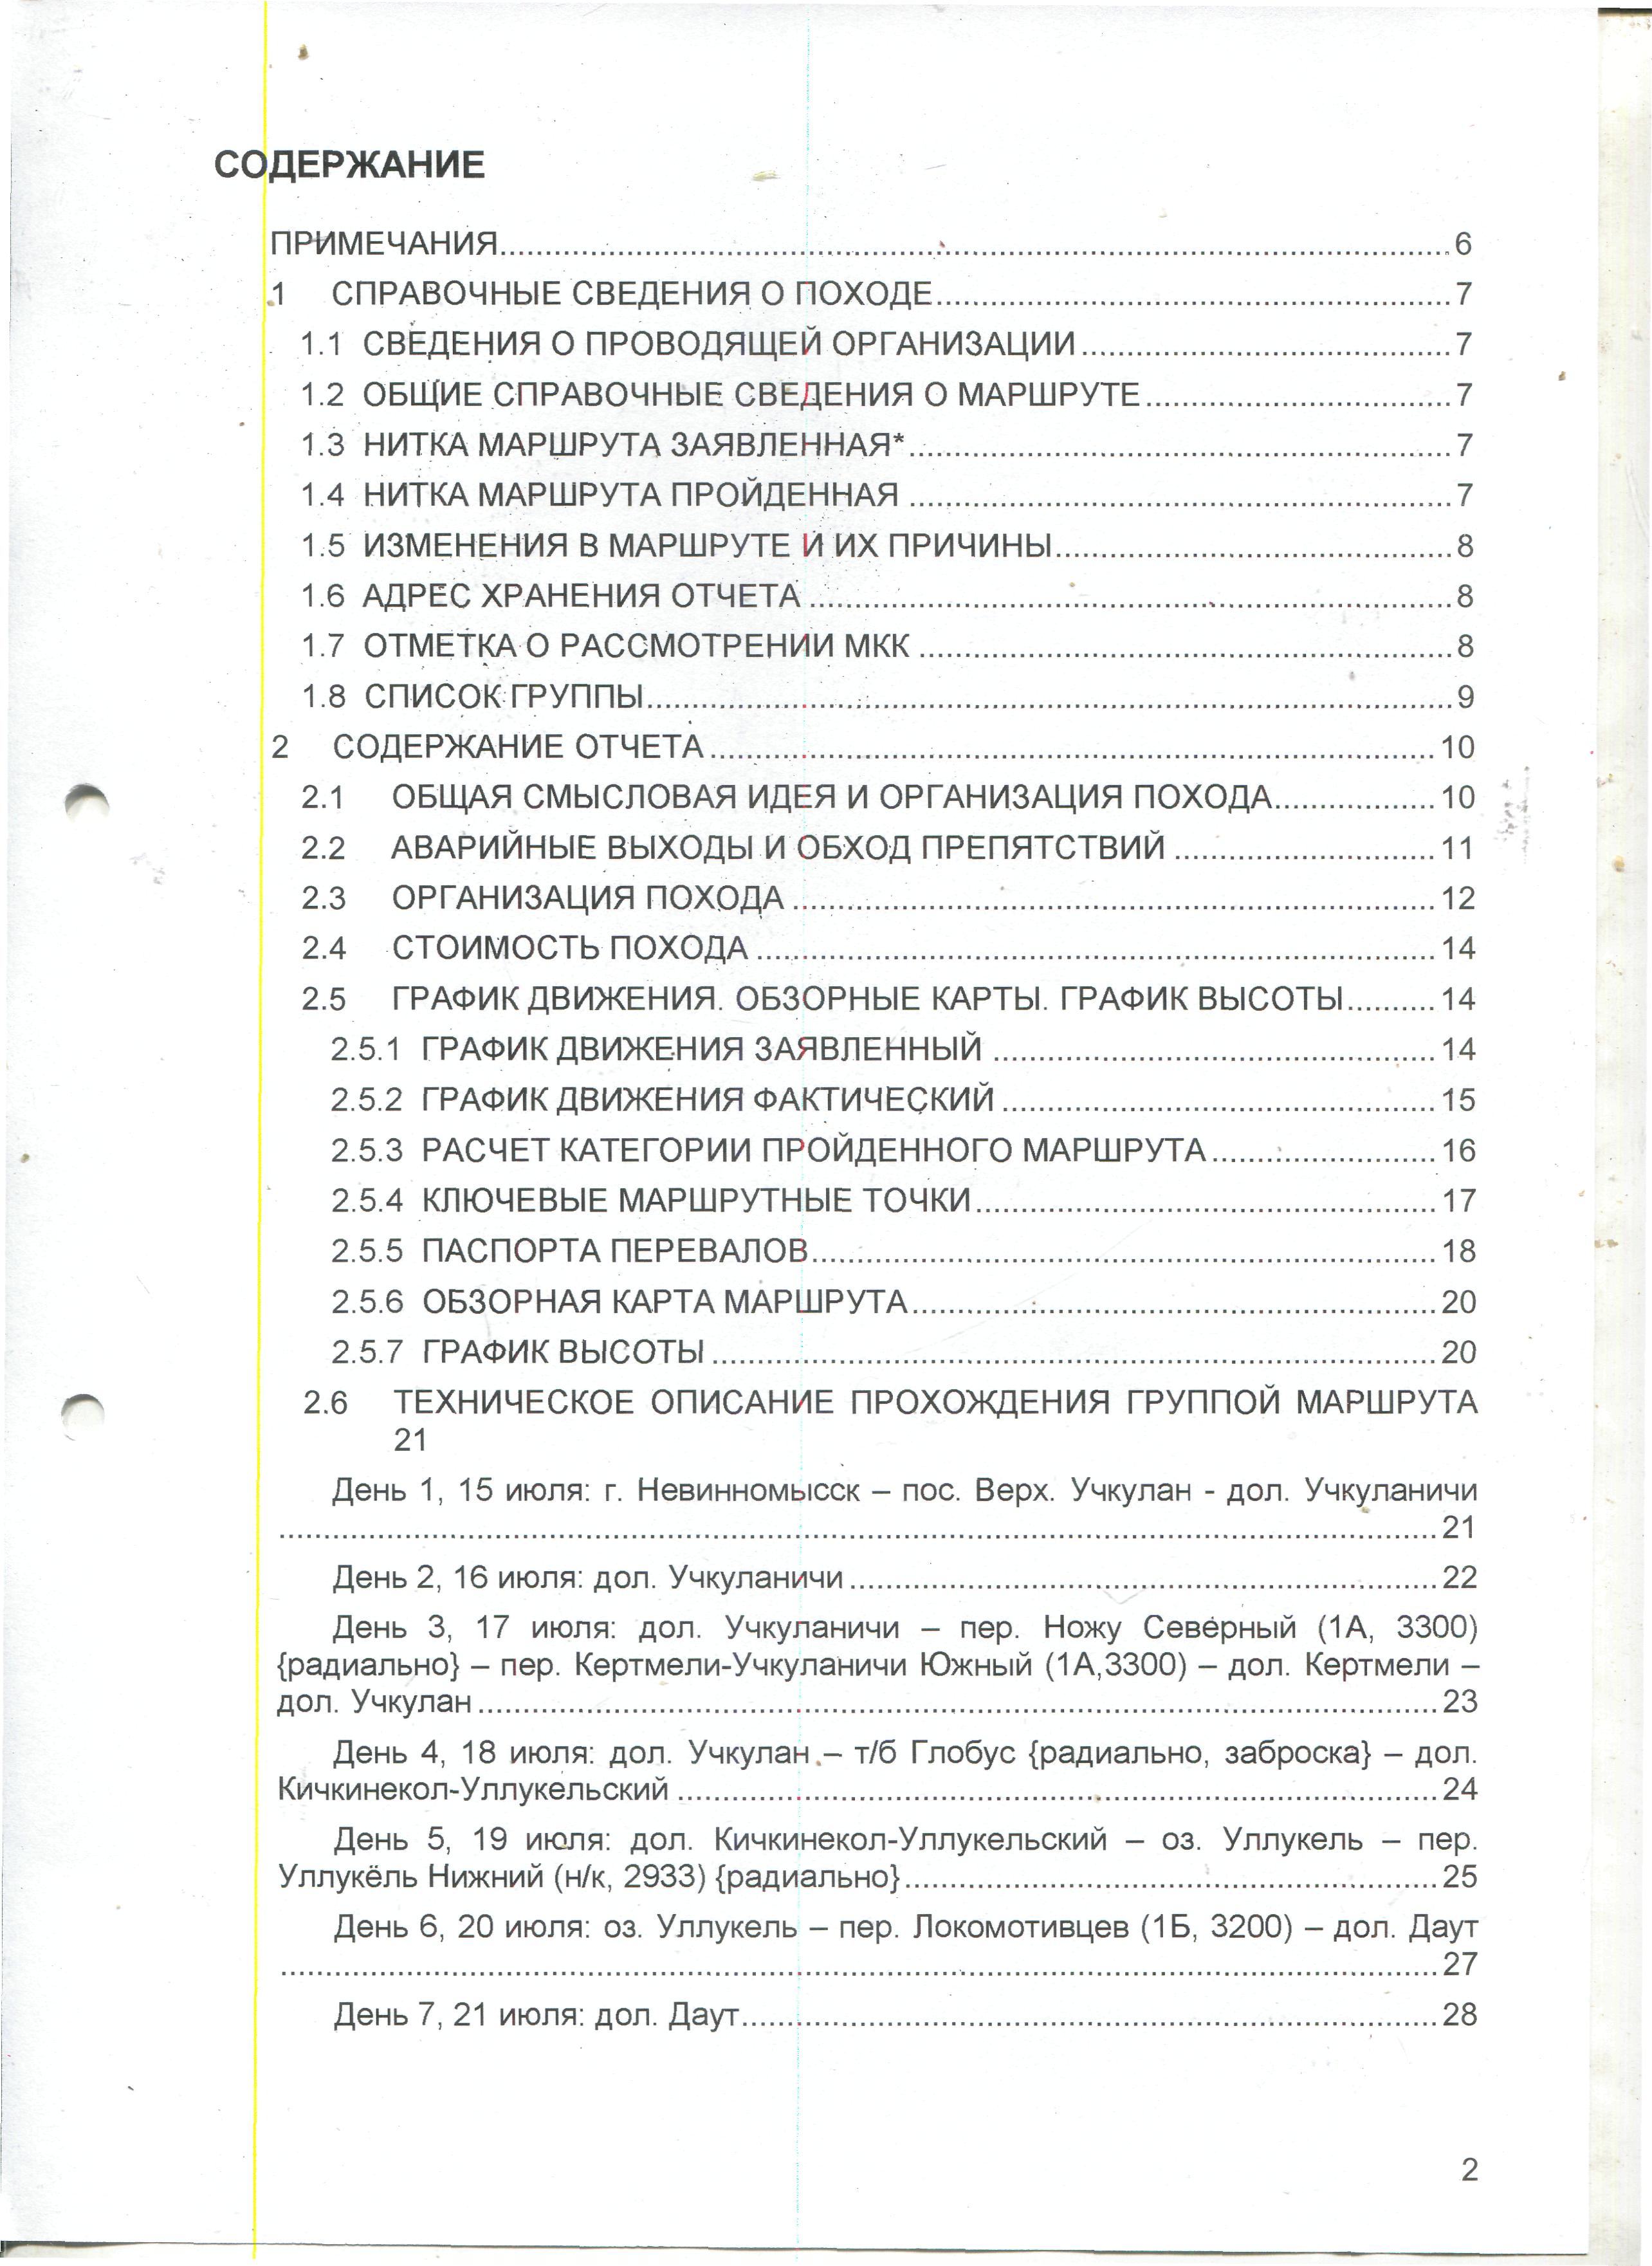 СОДЕРЖАНИЕ
ПРИМЕЧАНИЯ........6
1 СПРАВОЧНЫЕ СВЕДЕНИЯ О ПОХОДЕ........7
1.1 СВЕДЕНИЯ О ПРОВОДЯЩЕЙ ОРГАНИЗАЦИИ........7
1.2 ОБЩИЕ СПРАВОЧНЫЕ СВЕДЕНИЯ О МАРШРУТЕ........7
1.3 НИТКА МАРШРУТА ЗАЯВЛЕННАЯ*........7
1.4 НИТКА МАРШРУТА ПРОЙДЕННАЯ........7
1.5 ИЗМЕНЕНИЯ В МАРШРУТЕ И ИХ ПРИЧИНЫ........8
1.6 АДРЕС ХРАНЕНИЯ ОТЧЕТА........8
1.7 ОТМЕТКА О РАССМОТРЕНИИ МКК........8
1.8 СПИСОК ГРУППЫ........9
2 СОДЕРЖАНИЕ ОТЧЕТА........10
2.1 ОБЩАЯ СМЫСЛОВАЯ ИДЕЯ И ОРГАНИЗАЦИЯ ПОХОДА........10
2.2 АВАРИЙНЫЕ ВЫХОДЫ И ОБХОД ПРЕПЯТСТВИЙ........11
2.3 ОРГАНИЗАЦИЯ ПОХОДА........12
2.4 СТОИМОСТЬ ПОХОДА........14
2.5 ГРАФИК ДВИЖЕНИЯ. ОБЗОРНЫЕ КАРТЫ. ГРАФИК ВЫСОТЫ........14
2.5.1 ГРАФИК ДВИЖЕНИЯ ЗАЯВЛЕННЫЙ........14
2.5.2 ГРАФИК ДВИЖЕНИЯ ФАКТИЧЕСКИЙ........15
2.5.3 РАСЧЕТ КАТЕГОРИИ ПРОЙДЕННОГО МАРШРУТА........16
2.5.4 КЛЮЧЕВЫЕ МАРШРУТНЫЕ ТОЧКИ........17
2.5.5 ПАСПОРТА ПЕРЕВАЛОВ........18
2.5.6 ОБЗОРНАЯ КАРТА МАРШРУТА........20
2.5.7 ГРАФИК ВЫСОТЫ........20
2.6 ТЕХНИЧЕСКОЕ ОПИСАНИЕ ПРОХОЖДЕНИЯ ГРУППОЙ МАРШРУТА
21
День 1, 15 июля: г. Невинномысск – пос. Верх. Учкулан - дол. Учкуланичи
........21
День 2, 16 июля: дол. Учкуланичи........22
День 3, 17 июля: дол. Учкуланичи – пер. Ножу Северный (1А, 3300)
{радиально} – пер. Кертмели-Учкуланичи Южный (1А,3300) – дол. Кертмели –
дол. Учкулан........23
День 4, 18 июля: дол. Учкулан – т/б Глобус {радиально, заброска} – дол.
Кичкинекол-Уллукельский........24
День 5, 19 июля: дол. Кичкинекол-Уллукельский – оз. Уллукель – пер.
Уллукёль Нижний (н/к, 2933) {радиально}........25
День 6, 20 июля: оз. Уллукель – пер. Локомотивцев (1Б, 3200) – дол. Даут
........27
День 7, 21 июля: дол. Даут........28
2